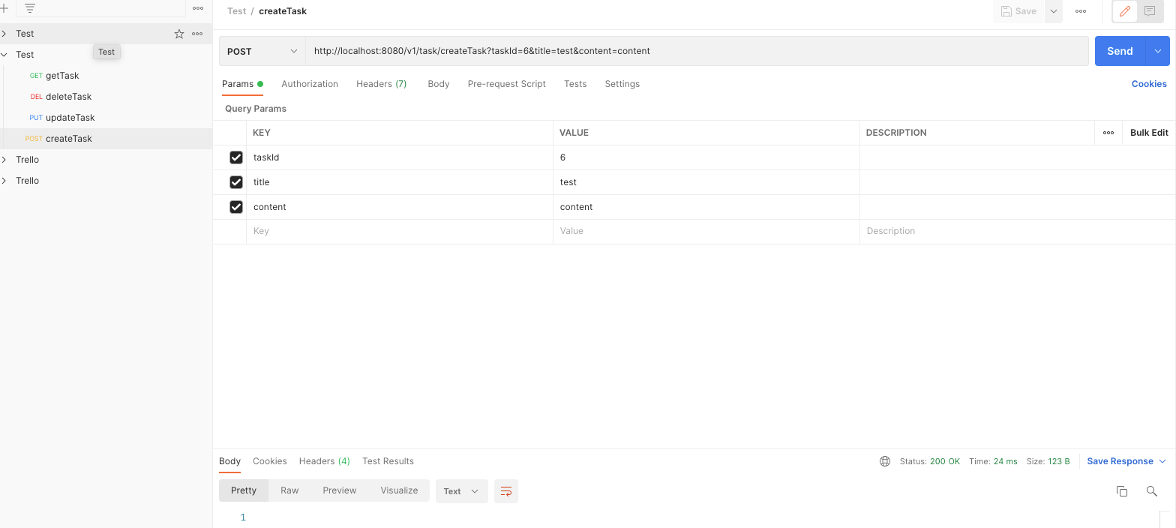 Test / createTask
Save
Test
Test
Test
GET getTask
DEL deleteTask
PUT updateTask
POST createTask
Trello
Trello
POST
http://localhost:8080/v1/task/createTask?taskId=6&title=test&content=content
Send
Params
Authorization
Headers (7)
Body
Pre-request Script
Tests
Settings
Cookies
Query Params
KEY VALUE DESCRIPTION
Bulk Edit
taskId 6
title test
content content
Key Value Description
Body
Cookies
Headers (4)
Test Results
Status: 200 OK Time: 24 ms Size: 123 B
Save Response
Pretty
Raw
Preview
Visualize
Text
1